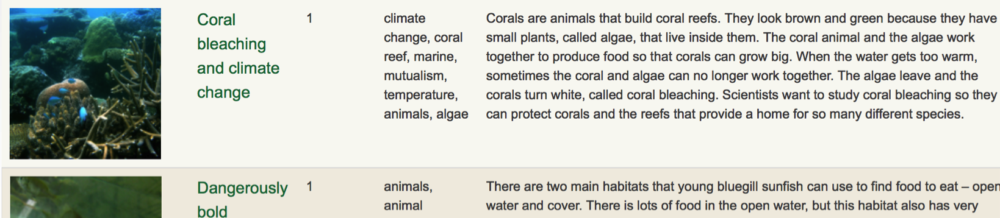 Coral
bleaching
and climate
change
1
climate
change, coral
reef, marine,
mutualism,
temperature,
animals, algae
Corals are animals that build coral reefs. They look brown and green because they have
small plants, called algae, that live inside them. The coral animal and the algae work
together to produce food so that corals can grow big. When the water gets too warm,
sometimes the coral and algae can no longer work together. The algae leave and the
corals turn white, called coral bleaching. Scientists want to study coral bleaching so they
can protect corals and the reefs that provide a home for so many different species.
Dangerously
bold
1
animals,
animal
There are two main habitats that young bluegill sunfish can use to find food to eat – open
water and cover. There is lots of food in the open water, but this habitat also has very